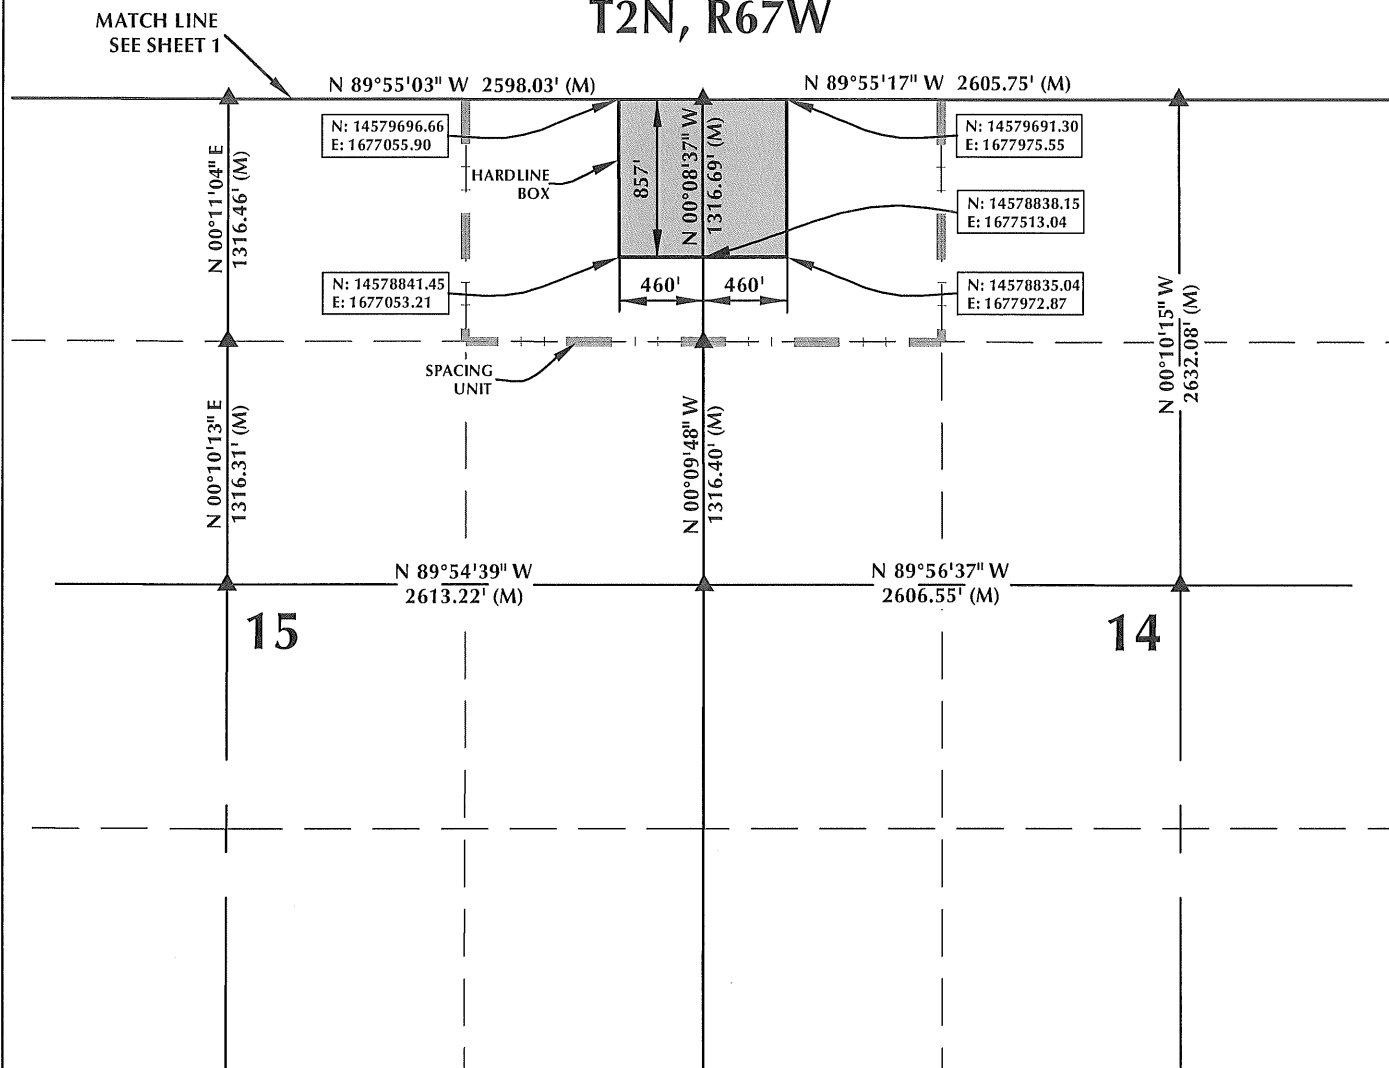 T2N, R67W
MATCH LINE
SEE SHEET 1
N 89°55'03" W 2598.03' (M)
N 89°55'17" W 2605.75' (M)
N: 14579696.66
E: 1677055.90
N: 14579691.30
E: 1677975.55
HARDLINE
BOX
857'
N 00°08'37" W
1316.69' (M)
N 00°11'04" E
1316.46' (M)
N: 14578838.15
E: 1677513.04
N: 14578841.45
E: 1677053.21
460'
460'
N: 14578835.04
E: 1677972.87
N 00°10'15" W
2632.08' (M)
SPACING
UNIT
N 00°10'13" E
1316.31' (M)
N 00°09'48" W
1316.40' (M)
N 89°54'39" W
2613.22' (M)
N 89°56'37" W
2606.55' (M)
15
14